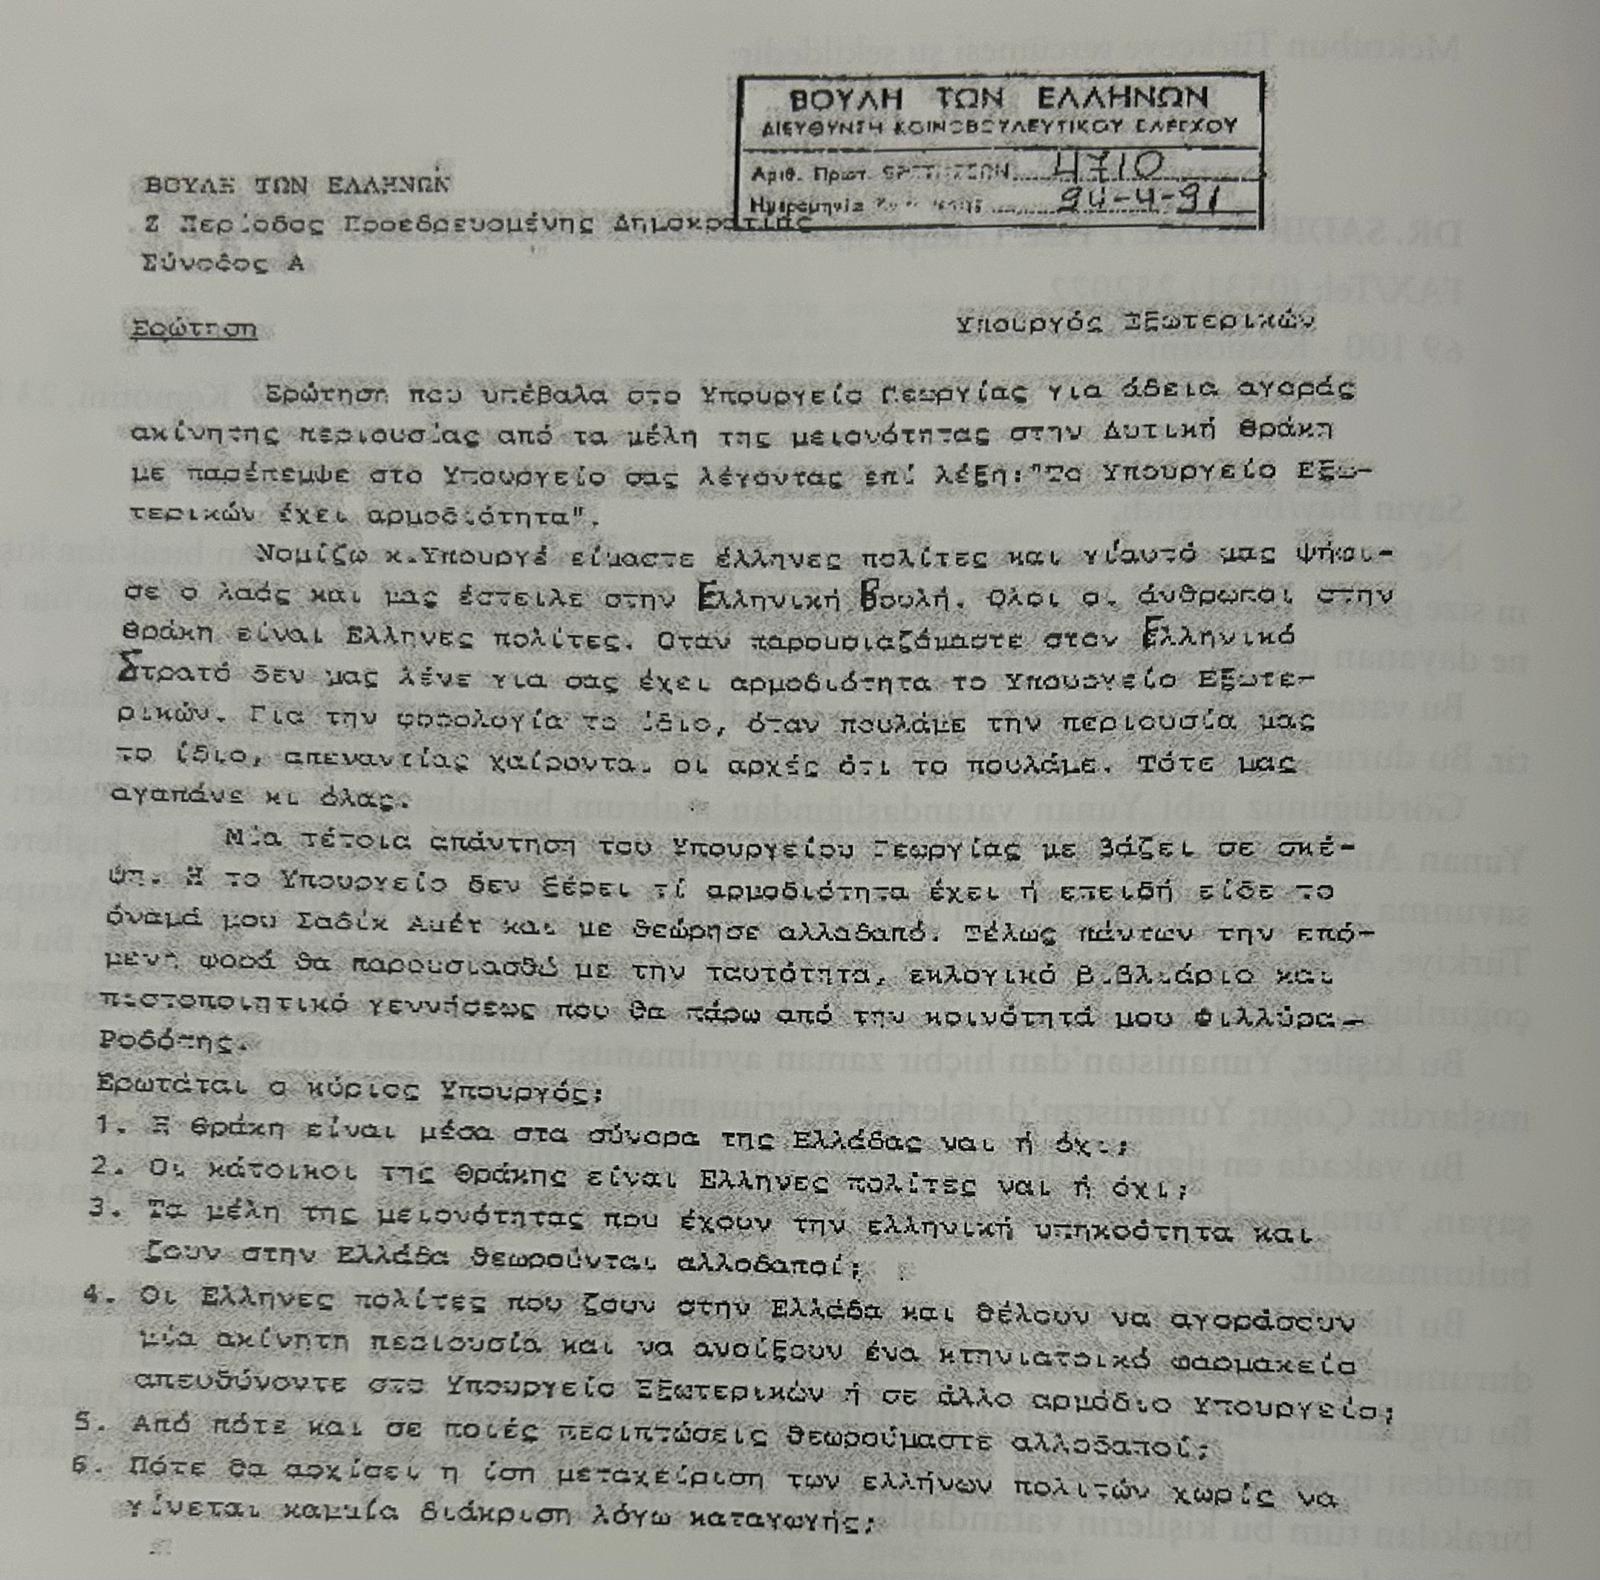 ΒΟΥΛΗ ΤΩΝ ΕΛΛΗΝΩΝ
ΔΙΕΥΘΥΝΣΗ ΚΟΙΝΟΒΟΥΛΕΥΤΙΚΟΥ ΕΛΕΓΧΟΥ
Αριθ. Πρωτ. ΕΡΩΤΗΣΕΩΝ 4710
Ημερομηνία 24-4-91
ΒΟΥΛΗ ΤΩΝ ΕΛΛΗΝΩΝ
Ζ Περίοδος Προεδρευομένης Δημοκρατίας
Σύνοδος Α
Ερώτηση
Υπουργός Εξωτερικών
Ερώτηση που υπέβαλα στο Υπουργείο Γεωργίας για άδεια αγοράς
ακίνητης περιουσίας από τα μέλη της μειονότητας στην Δυτική Θράκη
με παρέπεμψε στο Υπουργείο σας λέγοντας επί λέξη:"Το Υπουργείο Εξω-
τερικών έχει αρμοδιότητα".
Νομίζω κ.Υπουργέ είμαστε έλληνες πολίτες και γι'αυτό μας ψήφι-
σε ο λαός και μας έστειλε στην Ελληνική Βουλή. Ολοι οι άνθρωποι στην
Θράκη είναι Ελληνες πολίτες. Οταν παρουσιαζόμαστε στον Ελληνικό
Στρατό δεν μας λένε για σας έχει αρμοδιότητα το Υπουργείο Εξωτε-
ρικών. Για την φορολογία το ίδιο, όταν πουλάμε την περιουσία μας
το ίδιο, απεναντίας χαίρονται οι αρχές ότι το πουλάμε. Τότε μας
αγαπάνε κι όλας.
Μία τέτοια απάντηση του Υπουργείου Γεωργίας με βάζει σε σκέ-
ψη. Η το Υπουργείο δεν ξέρει τί αρμοδιότητα έχει ή επειδή είδε το
όνομά μου Σαδίκ Αμέτ και με θεώρησε αλλαδαπό. Τέλως πάντων την επό-
μενη φορά θα παρουσιασθώ με την ταυτότητα, εκλογικό βιβλιάριο και
πιστοποιητικό γεννήσεως που θα πάρω από την κοινότητά μου Φιλλύρα-
Ροδόπης.
Ερωτάται ο κύριος Υπουργός;
1. Η Θράκη είναι μέσα στα σύνορα της Ελλάδας ναι ή όχι;
2. Οι κάτοικοι της Θράκης είναι Ελληνες πολίτες ναι ή όχι;
3. Τα μέλη της μειονότητας που έχουν την ελληνική υπηκοότητα και
ζουν στην Ελλάδα θεωρούνται αλλοδαποί;
4. Οι Ελληνες πολίτες που ζουν στην Ελλάδα και θέλουν να αγοράσουν
μία ακίνητη περιουσία και να ανοίξουν ένα κτηνιατρικό φαρμακείο
απευθύνοντε στο Υπουργείο Εξωτερικών ή σε άλλο αρμόδιο Υπουργείο;
5. Από πότε και σε ποιές περιπτώσεις θεωρούμαστε αλλοδαποί;
6. Πότε θα αρχίσει η ίση μεταχείριση των ελλήνων πολιτών χωρίς να
γίνεται καμμία διάκριση λόγω καταγωγής;